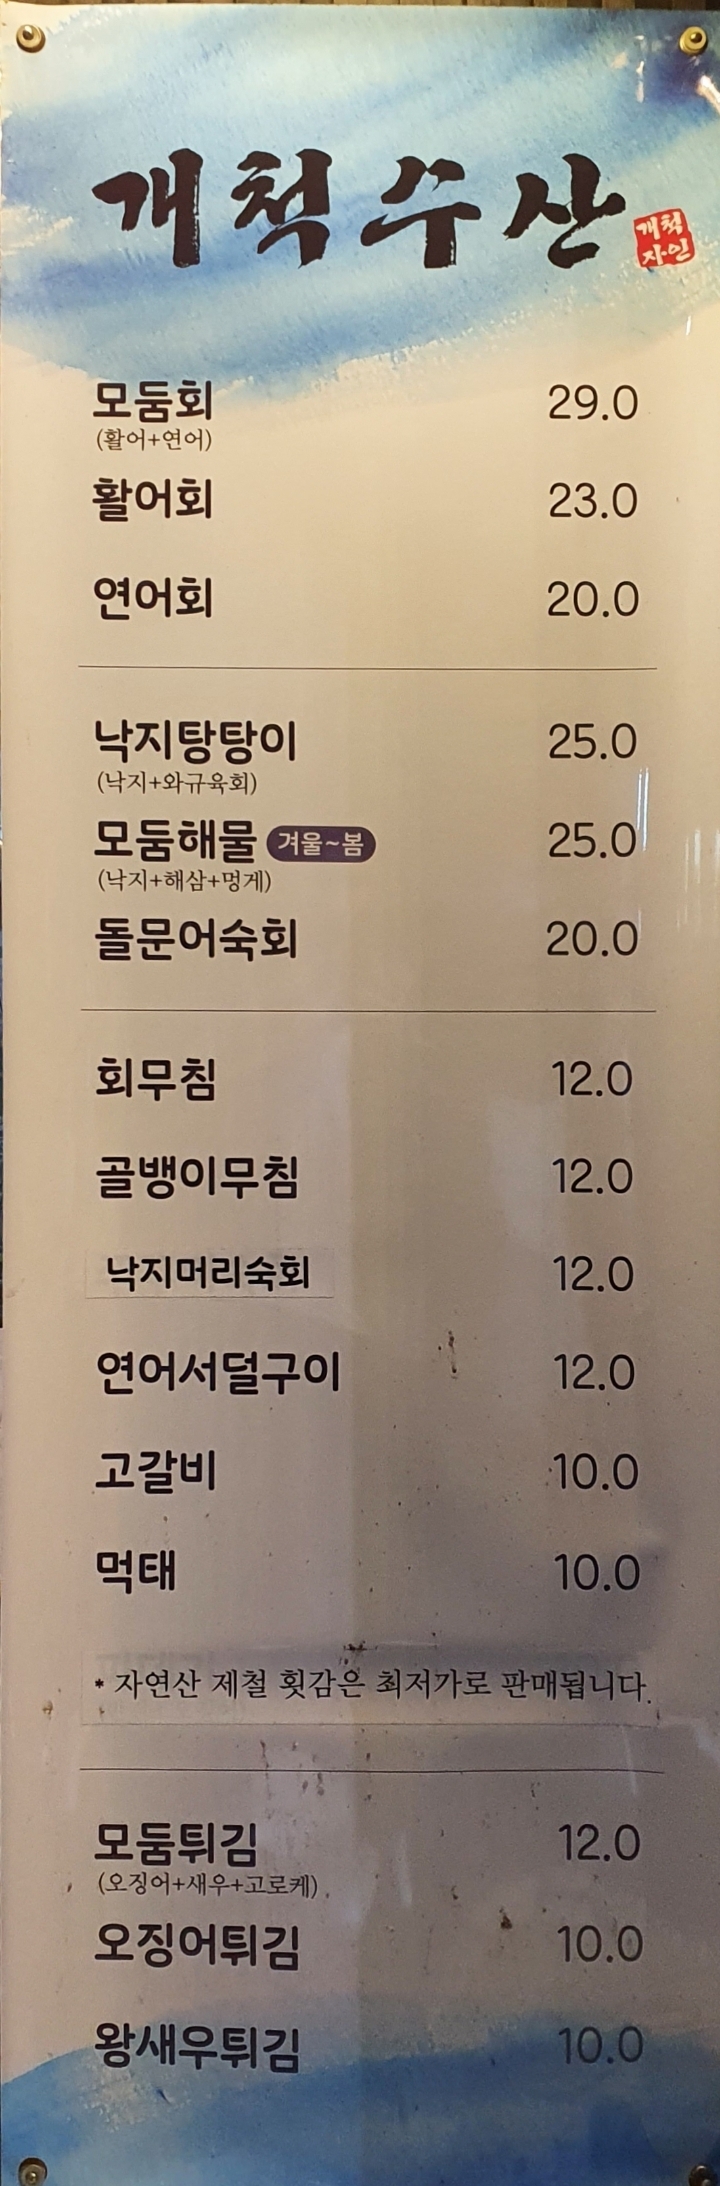 개척수산
개척
자인
모둠회 29.0
(활어+연어)
활어회 23.0
연어회 20.0
낙지탕탕이 25.0
(낙지+와규육회)
모둠해물 겨울~봄 25.0
(낙지+해삼+멍게)
돌문어숙회 20.0
회무침 12.0
골뱅이무침 12.0
낙지머리숙회 12.0
연어서덜구이 12.0
고갈비 10.0
먹태 10.0
* 자연산 제철 횟감은 최저가로 판매됩니다.
모둠튀김 12.0
(오징어+새우+고로케)
오징어튀김 10.0
왕새우튀김 10.0